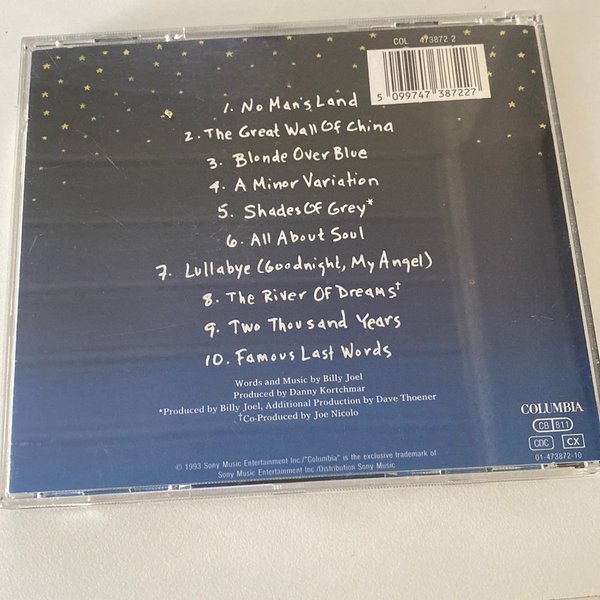 COL 473872 2
5 099747 387227
1. No Man's Land
2. The Great Wall Of China
3. Blonde Over Blue
4. A Minor Variation
5. Shades Of Grey*
6. All About Soul
7. Lullabye (Goodnight, My Angel)
8. The River Of Dreams†
9. Two Thousand Years
10. Famous Last Words
Words and Music by Billy Joel
Produced by Danny Kortchmar
*Produced by Billy Joel, Additional Production by Dave Thoener
†Co-Produced by Joe Nicolo
COLUMBIA
CB 811
CDC CX
01-473872-10
© 1993 Sony Music Entertainment Inc./"Columbia" is the exclusive trademark of
Sony Music Entertainment Inc./Distribution Sony Music